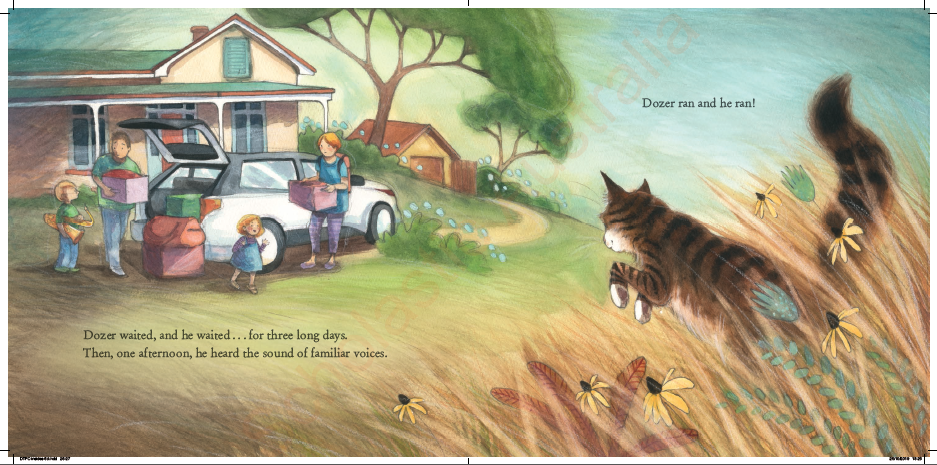 Dozer ran and he ran!
Dozer waited, and he waited . . . for three long days.
Then, one afternoon, he heard the sound of familiar voices.